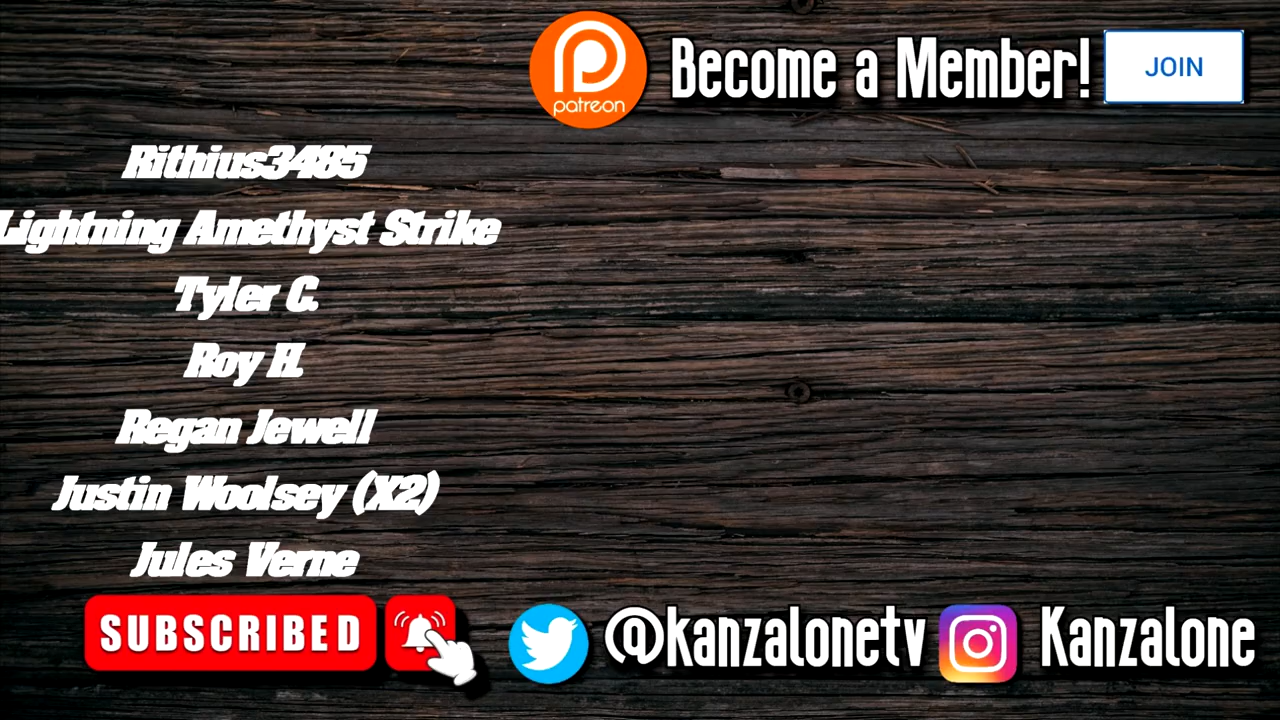 patreon
Become a Member!
JOIN
Rithius3485
Lightning Amethyst Strike
Tyler C.
Roy H.
Regan Jewell
Justin Woolsey (X2)
Jules Verne
SUBSCRIBED
@kanzalonetv
Kanzalone